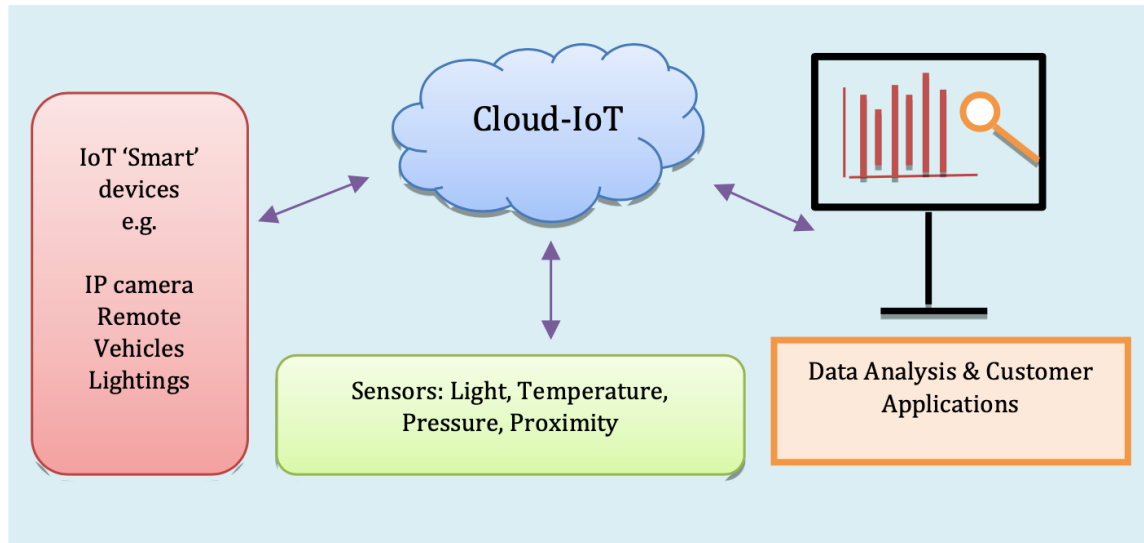 Cloud-IoT
IoT ‘Smart’
devices
e.g.
IP camera
Remote
Vehicles
Lightings
Sensors: Light, Temperature,
Pressure, Proximity
Data Analysis & Customer
Applications